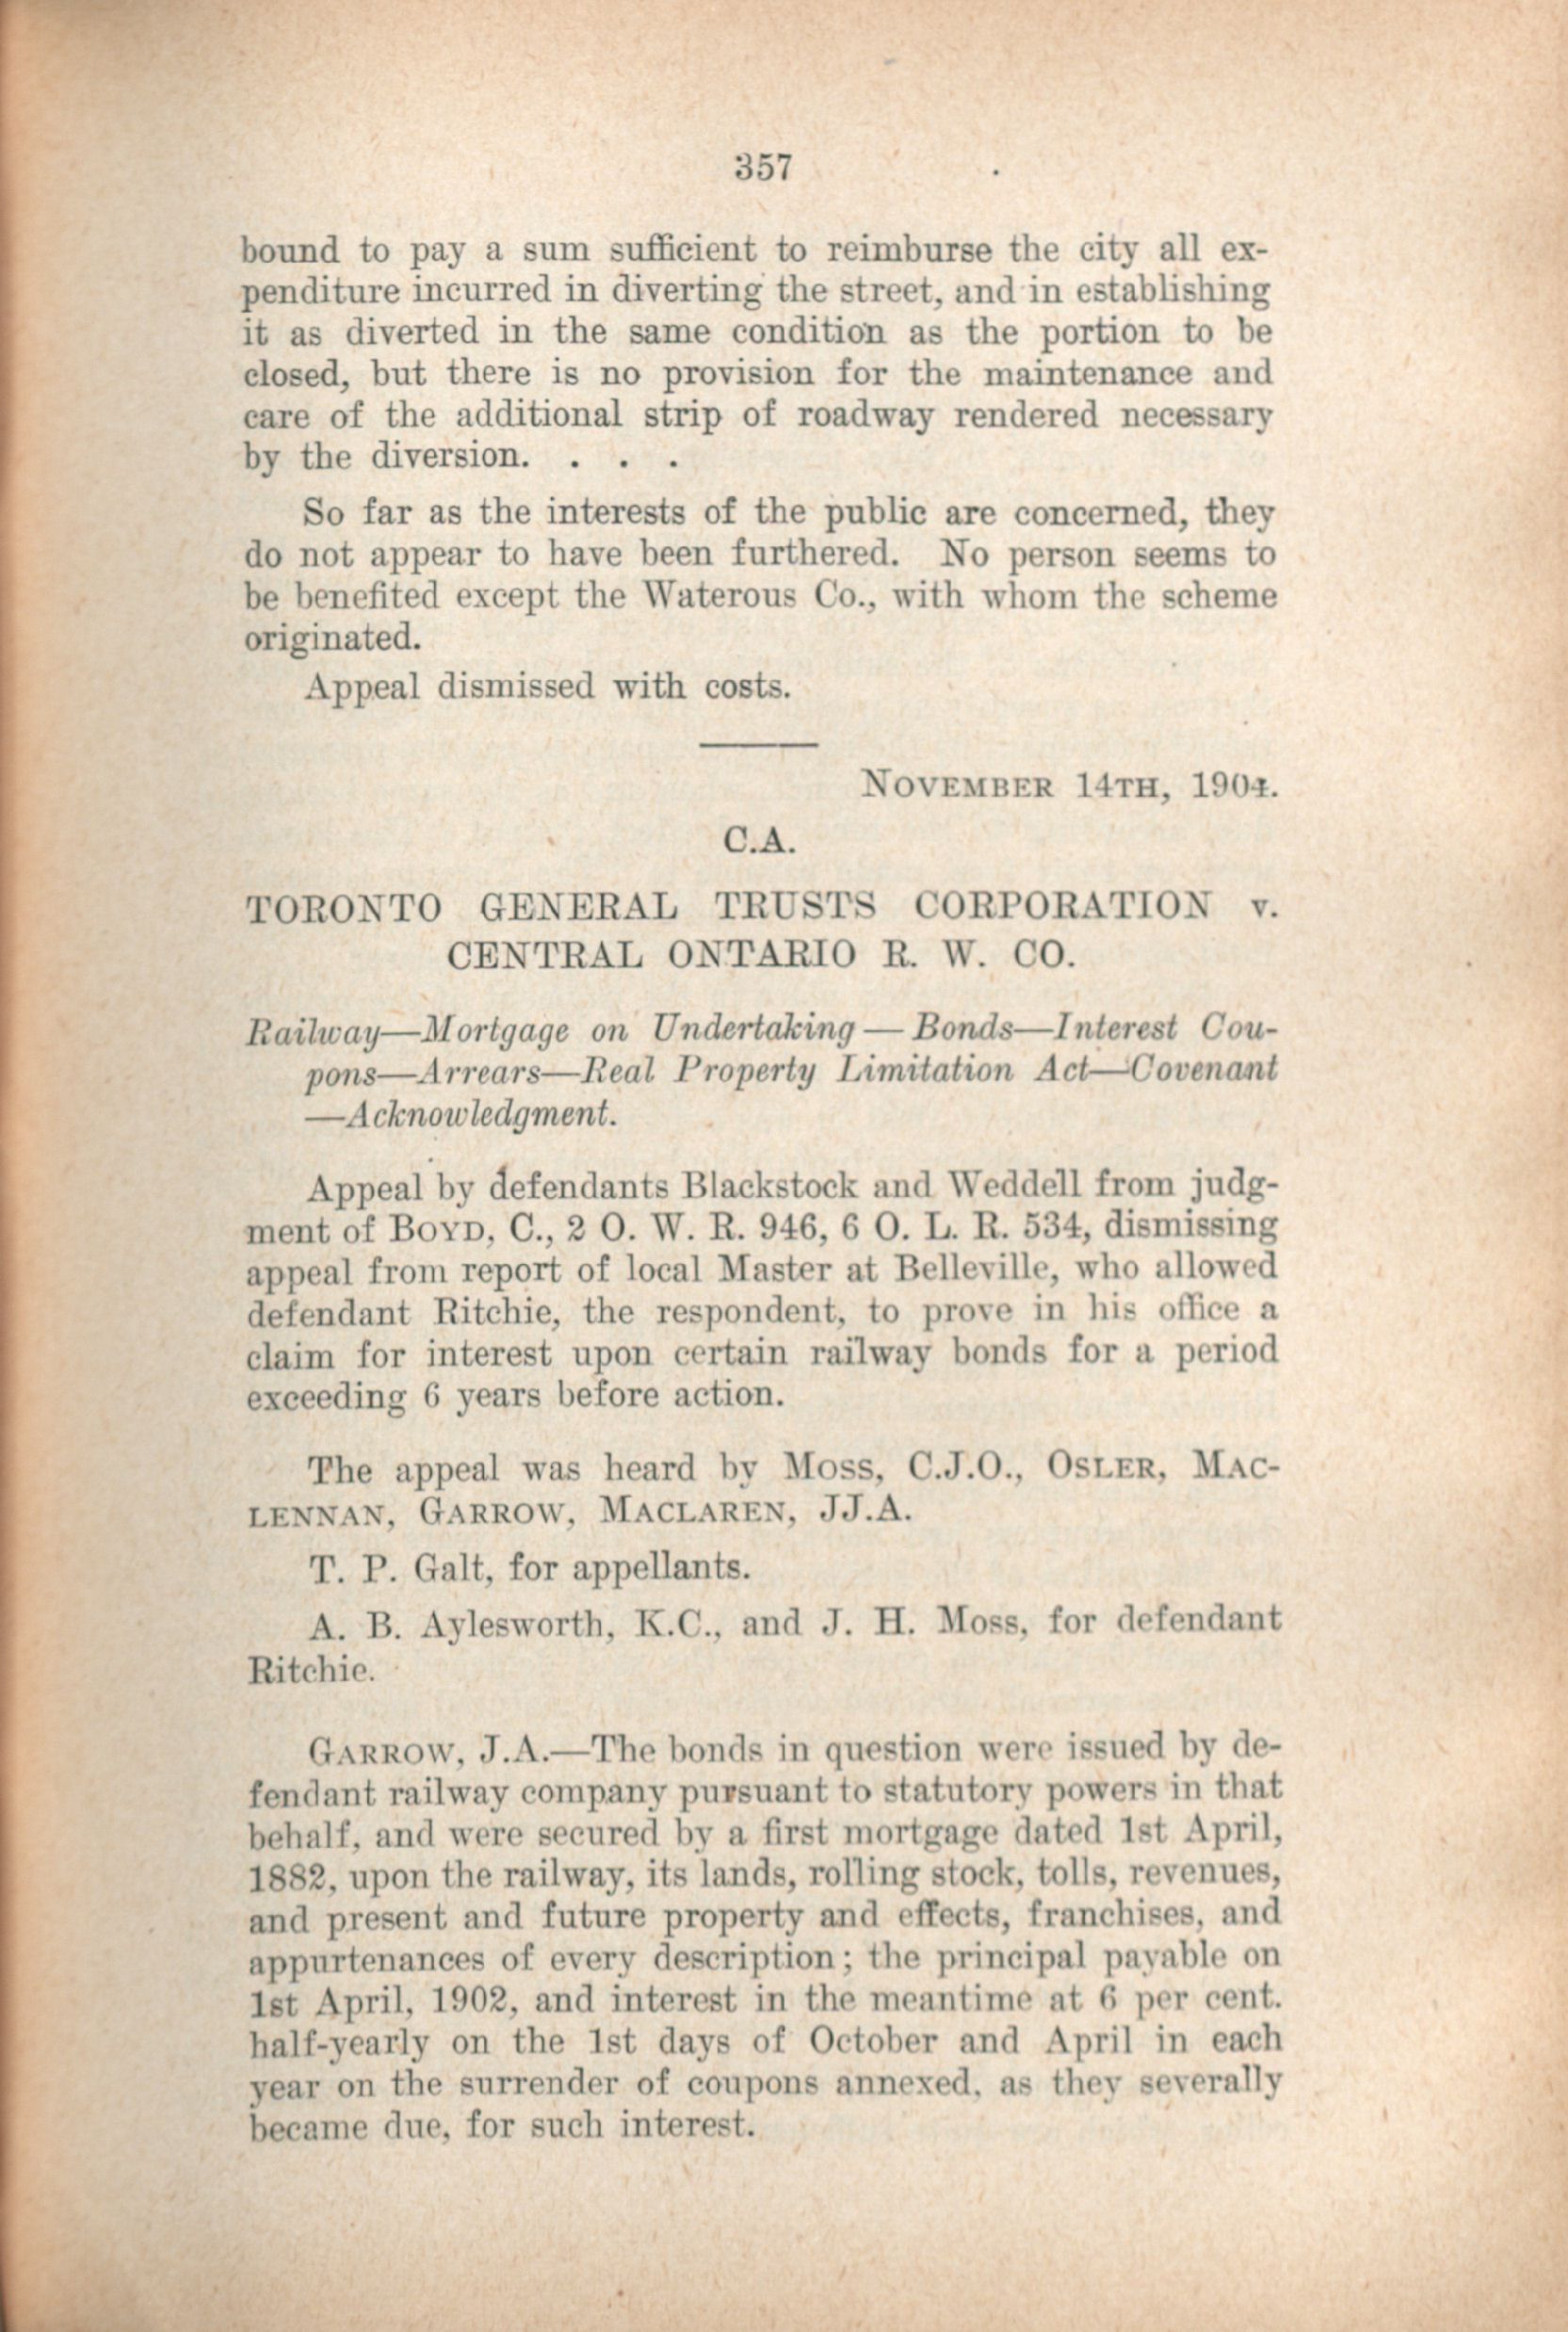 357
bound to pay a sum sufficient to reimburse the city all ex-
penditure incurred in diverting the street, and in establishing
it as diverted in the same condition as the portion to be
closed, but there is no provision for the maintenance and
care of the additional strip of roadway rendered necessary
by the diversion. . . .
So far as the interests of the public are concerned, they
do not appear to have been furthered. No person seems to
be benefited except the Waterous Co., with whom the scheme
originated.
Appeal dismissed with costs.
NOVEMBER 14TH, 1904.
C.A.
TORONTO GENERAL TRUSTS CORPORATION v.
CENTRAL ONTARIO R. W. CO.
Railway—Mortgage on Undertaking — Bonds—Interest Cou-
pons—Arrears—Real Property Limitation Act—Covenant
—Acknowledgment.
Appeal by defendants Blackstock and Weddell from judg-
ment of BOYD, C., 2 O. W. R. 946, 6 O. L. R. 534, dismissing
appeal from report of local Master at Belleville, who allowed
defendant Ritchie, the respondent, to prove in his office a
claim for interest upon certain railway bonds for a period
exceeding 6 years before action.
The appeal was heard by MOSS, C.J.O., OSLER, MAC-
LENNAN, GARROW, MACLAREN, JJ.A.
T. P. Galt, for appellants.
A. B. Aylesworth, K.C., and J. H. Moss, for defendant
Ritchie.
GARROW, J.A.—The bonds in question were issued by de-
fendant railway company pursuant to statutory powers in that
behalf, and were secured by a first mortgage dated 1st April,
1882, upon the railway, its lands, rolling stock, tolls, revenues,
and present and future property and effects, franchises, and
appurtenances of every description; the principal payable on
1st April, 1902, and interest in the meantime at 6 per cent.
half-yearly on the 1st days of October and April in each
year on the surrender of coupons annexed, as they severally
became due, for such interest.